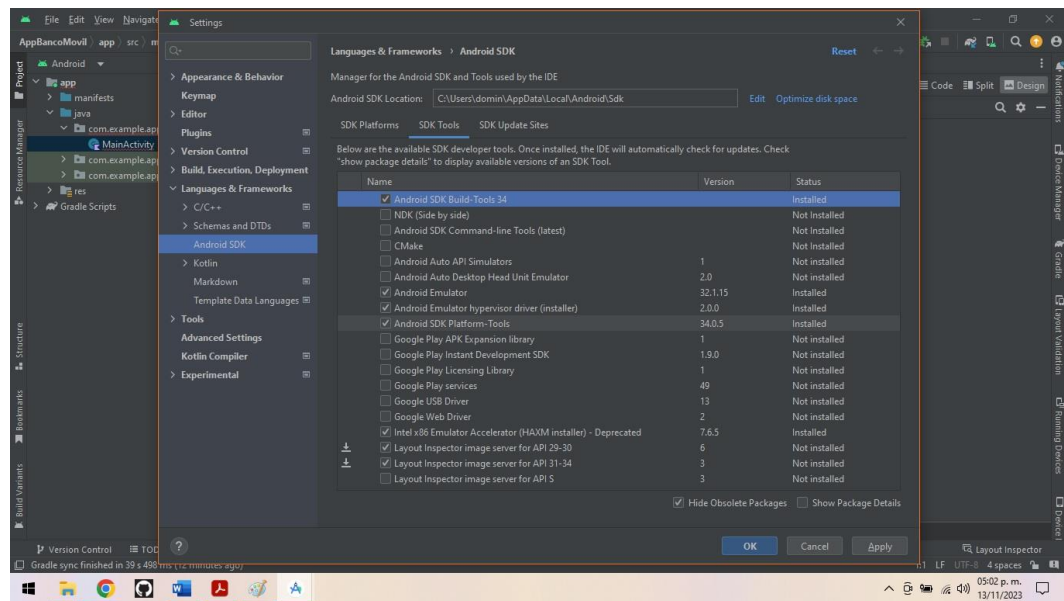 File Edit View Navigate
Settings
AppBancoMovil app src m
Android
app
manifests
java
com.example.ap
MainActivity
com.example.ap
com.example.ap
res
Gradle Scripts
Project
Resource Manager
Structure
Bookmarks
Build Variants
Appearance & Behavior
Keymap
Editor
Plugins
Version Control
Build, Execution, Deployment
Languages & Frameworks
C/C++
Schemas and DTDs
Android SDK
Kotlin
Markdown
Template Data Languages
Tools
Advanced Settings
Kotlin Compiler
Experimental
Languages & Frameworks › Android SDK
Reset
Manager for the Android SDK and Tools used by the IDE
Android SDK Location: C:\Users\domin\AppData\Local\Android\Sdk Edit Optimize disk space
SDK Platforms SDK Tools SDK Update Sites
Below are the available SDK developer tools. Once installed, the IDE will automatically check for updates. Check
"show package details" to display available versions of an SDK Tool.
Name Version Status
Android SDK Build-Tools 34 Installed
NDK (Side by side) Not Installed
Android SDK Command-line Tools (latest) Not Installed
CMake Not Installed
Android Auto API Simulators 1 Not installed
Android Auto Desktop Head Unit Emulator 2.0 Not installed
Android Emulator 32.1.15 Installed
Android Emulator hypervisor driver (installer) 2.0.0 Installed
Android SDK Platform-Tools 34.0.5 Installed
Google Play APK Expansion library 1 Not installed
Google Play Instant Development SDK 1.9.0 Not installed
Google Play Licensing Library 1 Not installed
Google Play services 49 Not installed
Google USB Driver 13 Not installed
Google Web Driver 2 Not installed
Intel x86 Emulator Accelerator (HAXM installer) - Deprecated 7.6.5 Installed
Layout Inspector image server for API 29-30 6 Not installed
Layout Inspector image server for API 31-34 3 Not installed
Layout Inspector image server for API S 3 Not installed
Hide Obsolete Packages Show Package Details
? OK Cancel Apply
Code Split Design
Notifications
Device Manager
Gradle
Layout Validation
Running Devices
Version Control TOD
Layout Inspector
Gradle sync finished in 39 s 498 ms (12 minutes ago)
1:1 LF UTF-8 4 spaces
05:02 p. m.
13/11/2023